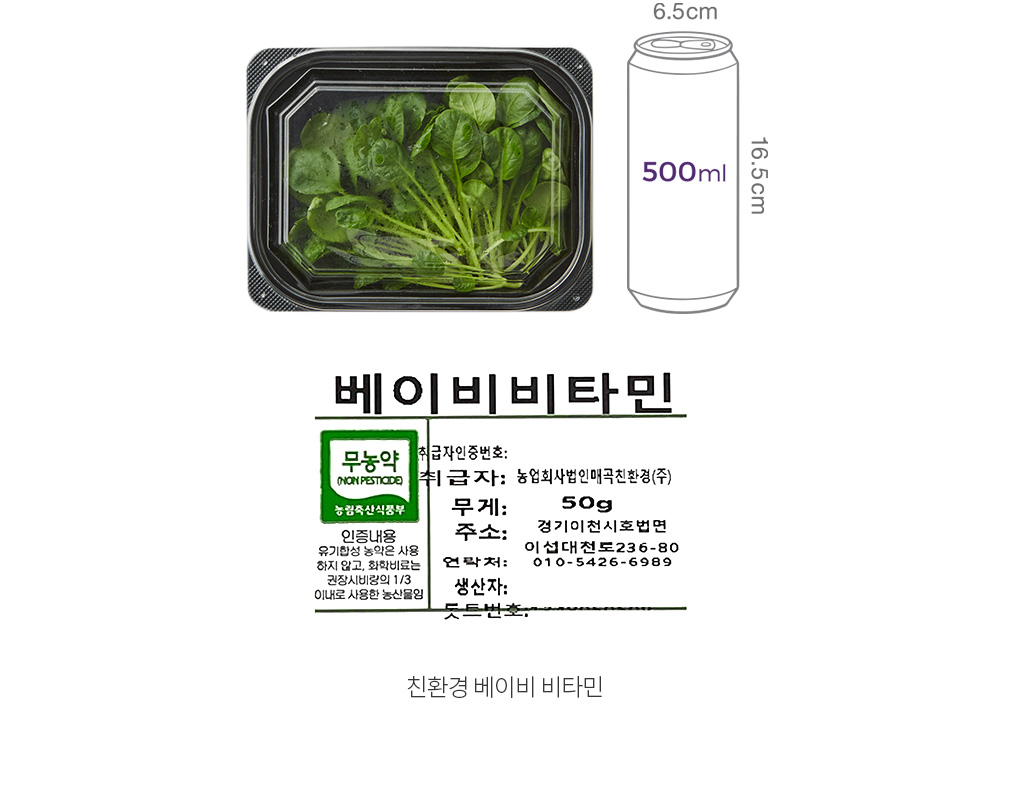 6.5cm
500ml
16.5cm
베이비비타민
무농약
(NON PESTICIDE)
농림축산식품부
인증내용
유기합성 농약은 사용
하지 않고, 화학비료는
권장시비량의 1/3
이내로 사용한 농산물임
취급자인증번호:
취급자: 농업회사법인매곡친환경(주)
무게: 50g
주소: 경기이천시호법면
이섭대천로236-80
연락처: 010-5426-6989
생산자:
친환경 베이비 비타민